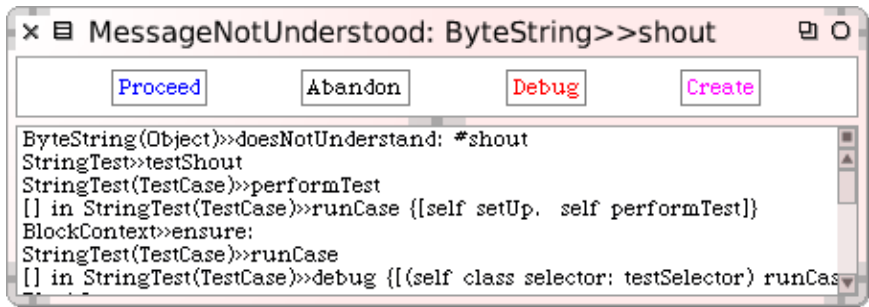 MessageNotUnderstood: ByteString>>shout
Proceed Abandon Debug Create
ByteString(Object)>>doesNotUnderstand: #shout
StringTest>>testShout
StringTest(TestCase)>>performTest
[] in StringTest(TestCase)>>runCase {[self setUp. self performTest]}
BlockContext>>ensure:
StringTest(TestCase)>>runCase
[] in StringTest(TestCase)>>debug {[(self class selector: testSelector) runCas